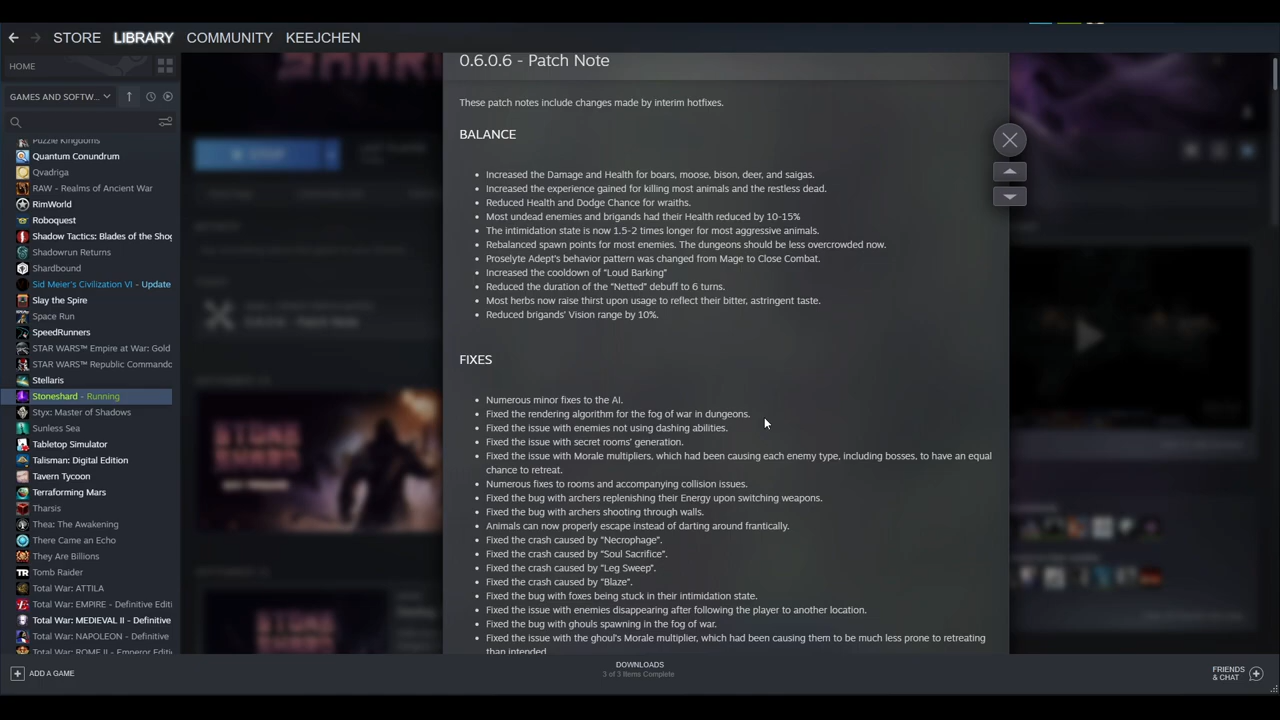 STORE LIBRARY COMMUNITY KEEJCHEN
HOME
GAMES AND SOFTW...
Puzzle Kingdoms
Quantum Conundrum
Qvadriga
RAW - Realms of Ancient War
RimWorld
Roboquest
Shadow Tactics: Blades of the Shog
Shadowrun Returns
Shardbound
Sid Meier's Civilization VI - Update
Slay the Spire
Space Run
SpeedRunners
STAR WARS™ Empire at War: Gold
STAR WARS™ Republic Commando
Stellaris
Stoneshard - Running
Styx: Master of Shadows
Sunless Sea
Tabletop Simulator
Talisman: Digital Edition
Tavern Tycoon
Terraforming Mars
Tharsis
Thea: The Awakening
There Came an Echo
They Are Billions
Tomb Raider
Total War: ATTILA
Total War: EMPIRE - Definitive Editi
Total War: MEDIEVAL II - Definitive
Total War: NAPOLEON - Definitive
Total War: ROME II - Emperor Editi
STOP
0.6.0.6 - Patch Note
STONE
SHARD
0.6.0.6 - Patch Note
These patch notes include changes made by interim hotfixes.
BALANCE
Increased the Damage and Health for boars, moose, bison, deer, and saigas.
Increased the experience gained for killing most animals and the restless dead.
Reduced Health and Dodge Chance for wraiths.
Most undead enemies and brigands had their Health reduced by 10-15%
The intimidation state is now 1.5-2 times longer for most aggressive animals.
Rebalanced spawn points for most enemies. The dungeons should be less overcrowded now.
Proselyte Adept's behavior pattern was changed from Mage to Close Combat.
Increased the cooldown of "Loud Barking"
Reduced the duration of the "Netted" debuff to 6 turns.
Most herbs now raise thirst upon usage to reflect their bitter, astringent taste.
Reduced brigands' Vision range by 10%.
FIXES
Numerous minor fixes to the AI.
Fixed the rendering algorithm for the fog of war in dungeons.
Fixed the issue with enemies not using dashing abilities.
Fixed the issue with secret rooms' generation.
Fixed the issue with Morale multipliers, which had been causing each enemy type, including bosses, to have an equal
chance to retreat.
Numerous fixes to rooms and accompanying collision issues.
Fixed the bug with archers replenishing their Energy upon switching weapons.
Fixed the bug with archers shooting through walls.
Animals can now properly escape instead of darting around frantically.
Fixed the crash caused by "Necrophage".
Fixed the crash caused by "Soul Sacrifice".
Fixed the crash caused by "Leg Sweep".
Fixed the crash caused by "Blaze".
Fixed the bug with foxes being stuck in their intimidation state.
Fixed the issue with enemies disappearing after following the player to another location.
Fixed the bug with ghouls spawning in the fog of war.
Fixed the issue with the ghoul's Morale multiplier, which had been causing them to be much less prone to retreating
than intended
ADD A GAME
DOWNLOADS
3 of 3 Items Complete
FRIENDS
& CHAT